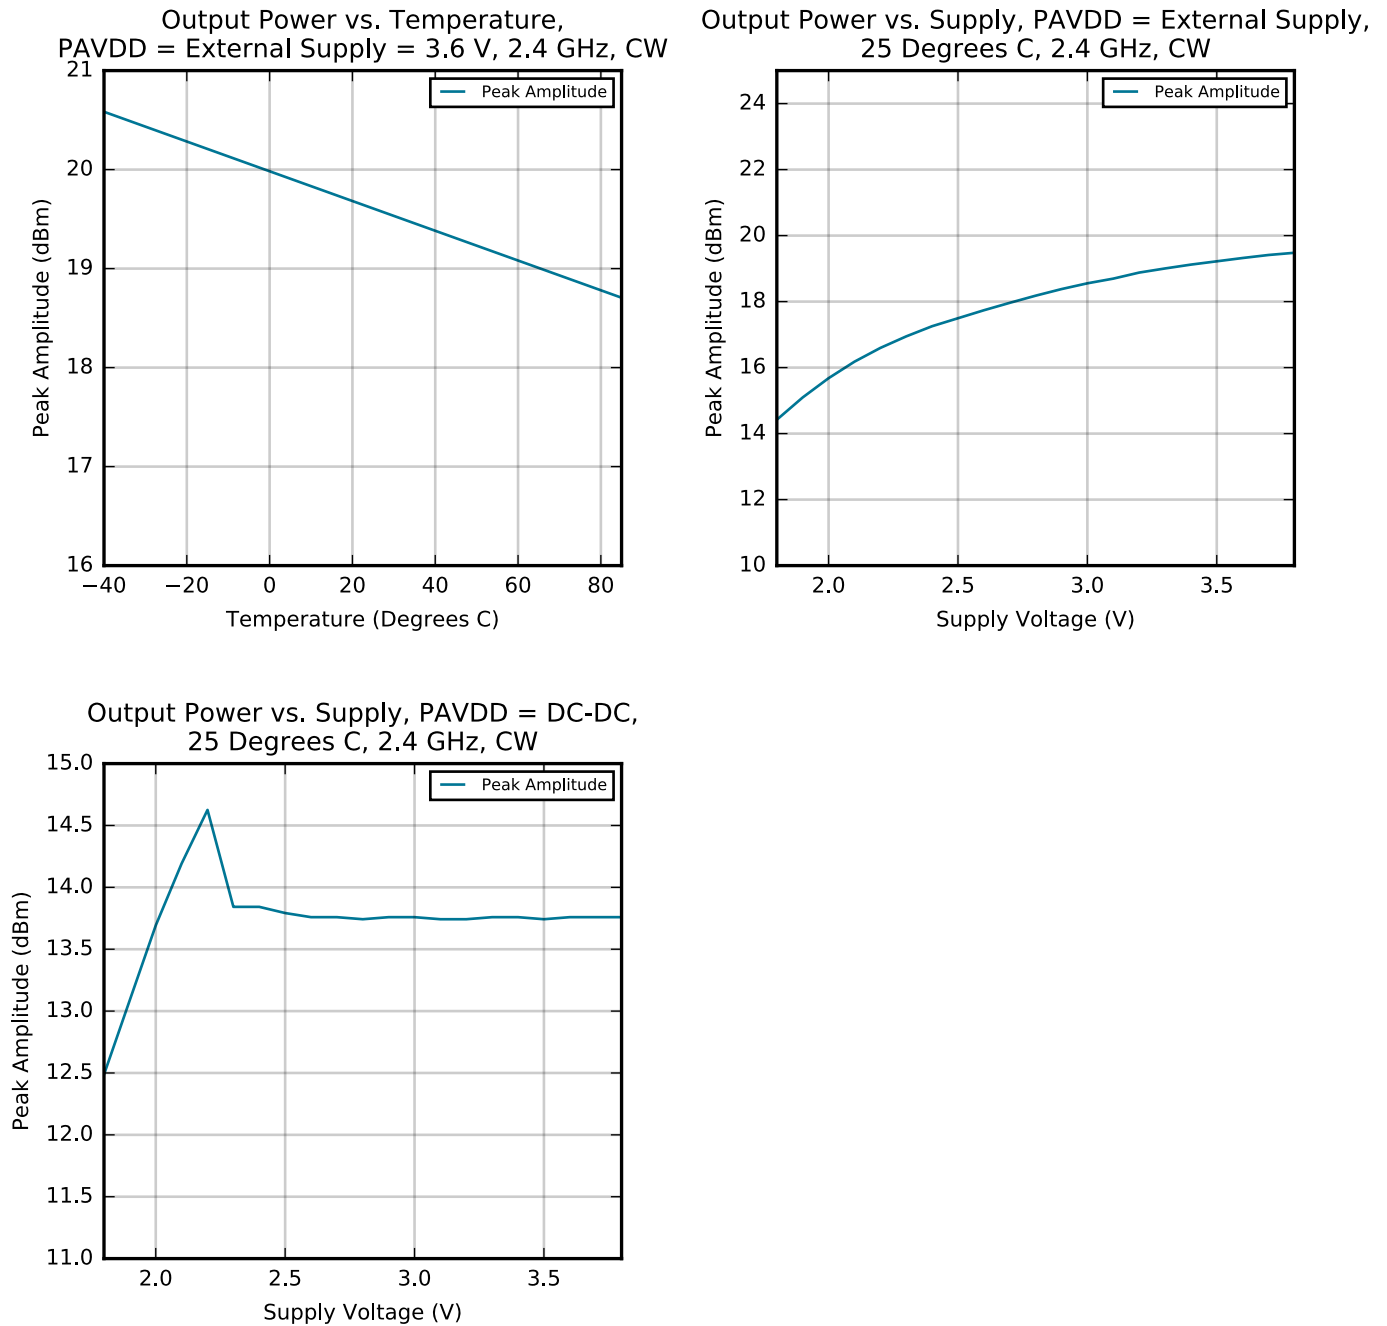 Output Power vs. Temperature,
PAVDD = External Supply = 3.6 V, 2.4 GHz, CW
Peak Amplitude
21
20
19
18
17
16
Peak Amplitude (dBm)
−40 −20 0 20 40 60 80
Temperature (Degrees C)
Output Power vs. Supply, PAVDD = External Supply,
25 Degrees C, 2.4 GHz, CW
Peak Amplitude
24
22
20
18
16
14
12
10
Peak Amplitude (dBm)
2.0 2.5 3.0 3.5
Supply Voltage (V)
Output Power vs. Supply, PAVDD = DC-DC,
25 Degrees C, 2.4 GHz, CW
Peak Amplitude
15.0
14.5
14.0
13.5
13.0
12.5
12.0
11.5
11.0
Peak Amplitude (dBm)
2.0 2.5 3.0 3.5
Supply Voltage (V)